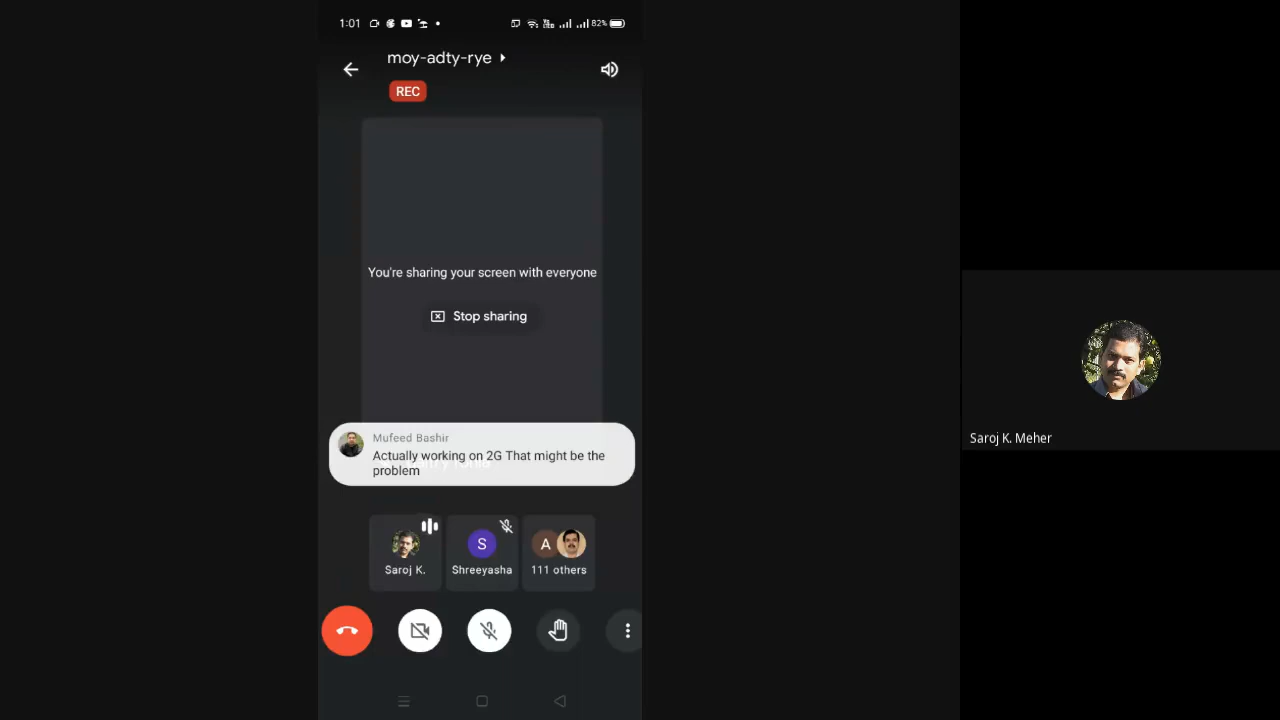 1:01
82%
moy-adty-rye
REC
You're sharing your screen with everyone
Stop sharing
Mufeed Bashir
Actually working on 2G That might be the
problem
S
A
Saroj K.
Shreeyasha
111 others
Saroj K. Meher